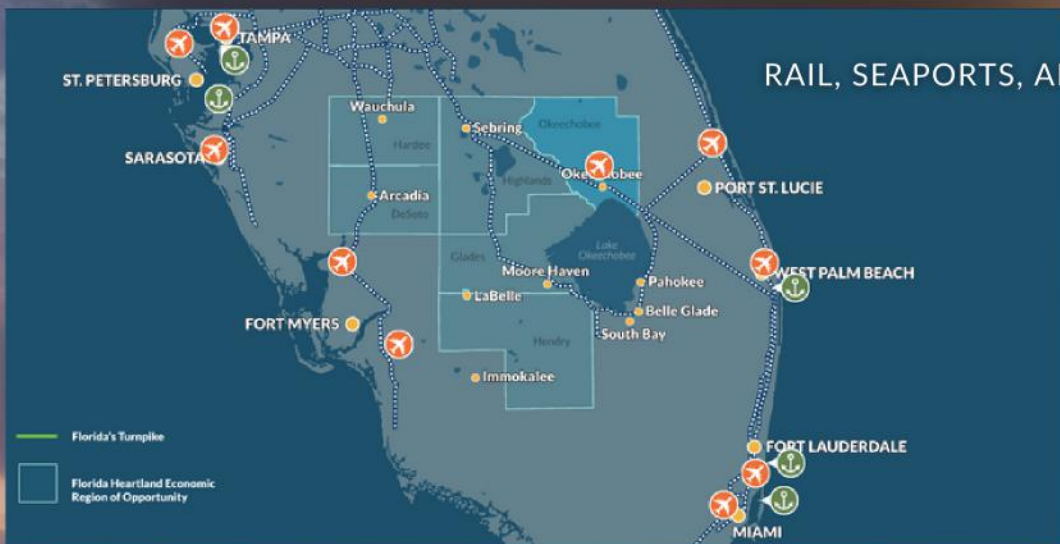 RAIL, SEAPORTS, A
TAMPA
ST. PETERSBURG
Wauchula
Sebring
Okeechobee
Hardee
SARASOTA
Okeechobee
Highlands
PORT ST. LUCIE
Arcadia
DeSoto
Lake
Okeechobee
Glades
Moore Haven
WEST PALM BEACH
Pahokee
LaBelle
Belle Glade
FORT MYERS
South Bay
Hendry
Immokalee
Florida's Turnpike
FORT LAUDERDALE
Florida Heartland Economic
Region of Opportunity
MIAMI